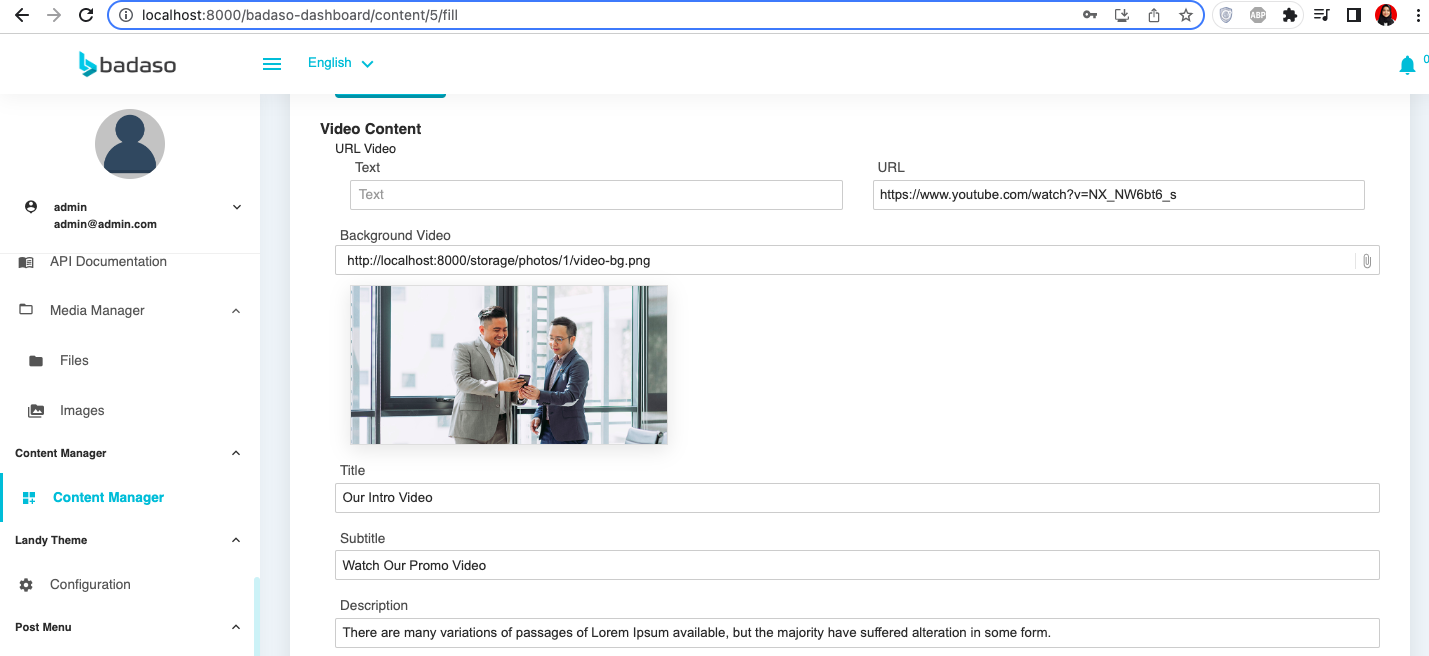 localhost:8000/badaso-dashboard/content/5/fill
ABP
badaso
English
0
admin
admin@admin.com
API Documentation
Media Manager
Files
Images
Content Manager
Content Manager
Landy Theme
Configuration
Post Menu
Video Content
URL Video
Text
URL
Text
https://www.youtube.com/watch?v=NX_NW6bt6_s
Background Video
http://localhost:8000/storage/photos/1/video-bg.png
Title
Our Intro Video
Subtitle
Watch Our Promo Video
Description
There are many variations of passages of Lorem Ipsum available, but the majority have suffered alteration in some form.